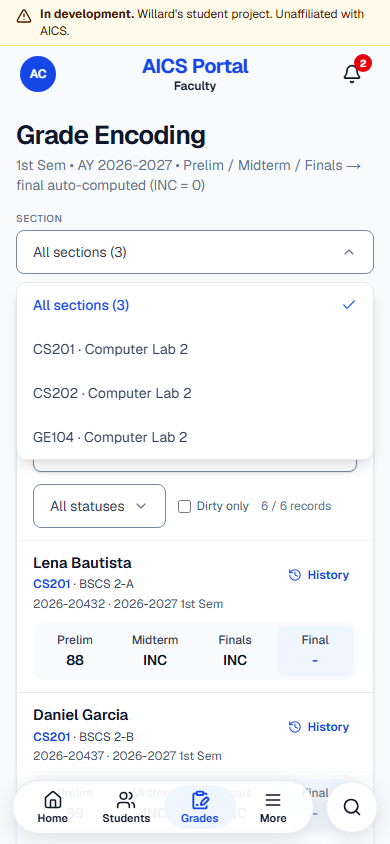 In development. Willard's student project. Unaffiliated with
AICS.
AC
AICS Portal
Faculty
2
Grade Encoding
1st Sem • AY 2026-2027 • Prelim / Midterm / Finals →
final auto-computed (INC = 0)
SECTION
All sections (3)
All sections (3)
CS201 · Computer Lab 2
CS202 · Computer Lab 2
GE104 · Computer Lab 2
All statuses
Dirty only
6 / 6 records
Lena Bautista
History
CS201 · BSCS 2-A
2026-20432 · 2026-2027 1st Sem
Prelim Midterm Finals Final
88 INC INC -
Daniel Garcia
History
CS201 · BSCS 2-B
2026-20437 · 2026-2027 1st Sem
Home Students Grades More